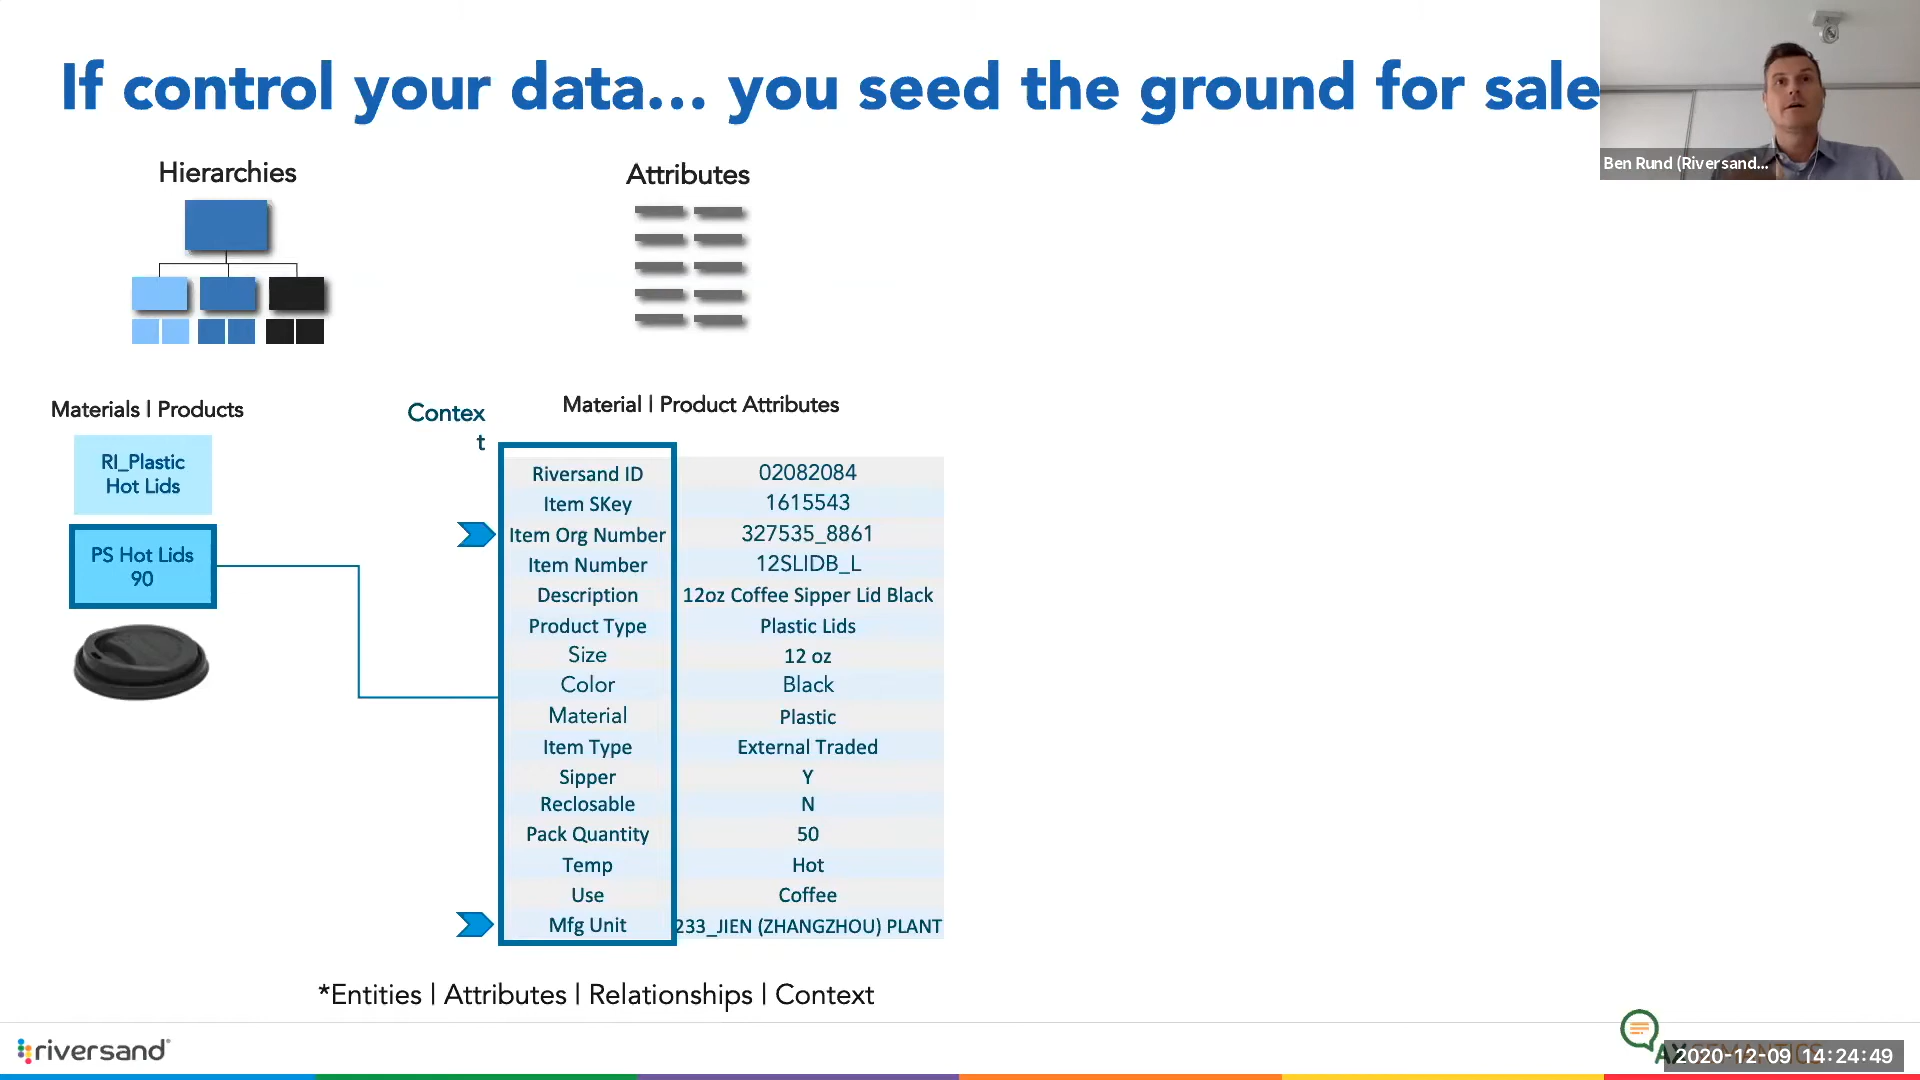 If control your data... you seed the ground for sale
Ben Rund (Riversand...
Hierarchies
Attributes
Materials | Products
RI_Plastic
Hot Lids
PS Hot Lids
90
Contex
t
Material | Product Attributes
Riversand ID 02082084
Item SKey 1615543
Item Org Number 327535_8861
Item Number 12SLIDB_L
Description 12oz Coffee Sipper Lid Black
Product Type Plastic Lids
Size 12 oz
Color Black
Material Plastic
Item Type External Traded
Sipper Y
Reclosable N
Pack Quantity 50
Temp Hot
Use Coffee
Mfg Unit 233_JIEN (ZHANGZHOU) PLANT
*Entities | Attributes | Relationships | Context
riversand
2020-12-09 14:24:49